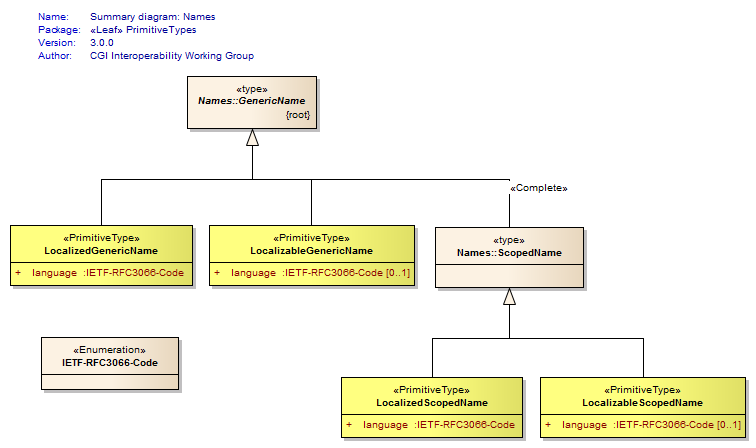 Name: Summary diagram: Names
Package: «Leaf» PrimitiveTypes
Version: 3.0.0
Author: CGI Interoperability Working Group
«type»
Names::GenericName
{root}
«Complete»
«PrimitiveType»
LocalizedGenericName
+ language :IETF-RFC3066-Code
«PrimitiveType»
LocalizableGenericName
+ language :IETF-RFC3066-Code [0..1]
«type»
Names::ScopedName
«Enumeration»
IETF-RFC3066-Code
«PrimitiveType»
LocalizedScopedName
+ language :IETF-RFC3066-Code
«PrimitiveType»
LocalizableScopedName
+ language :IETF-RFC3066-Code [0..1]